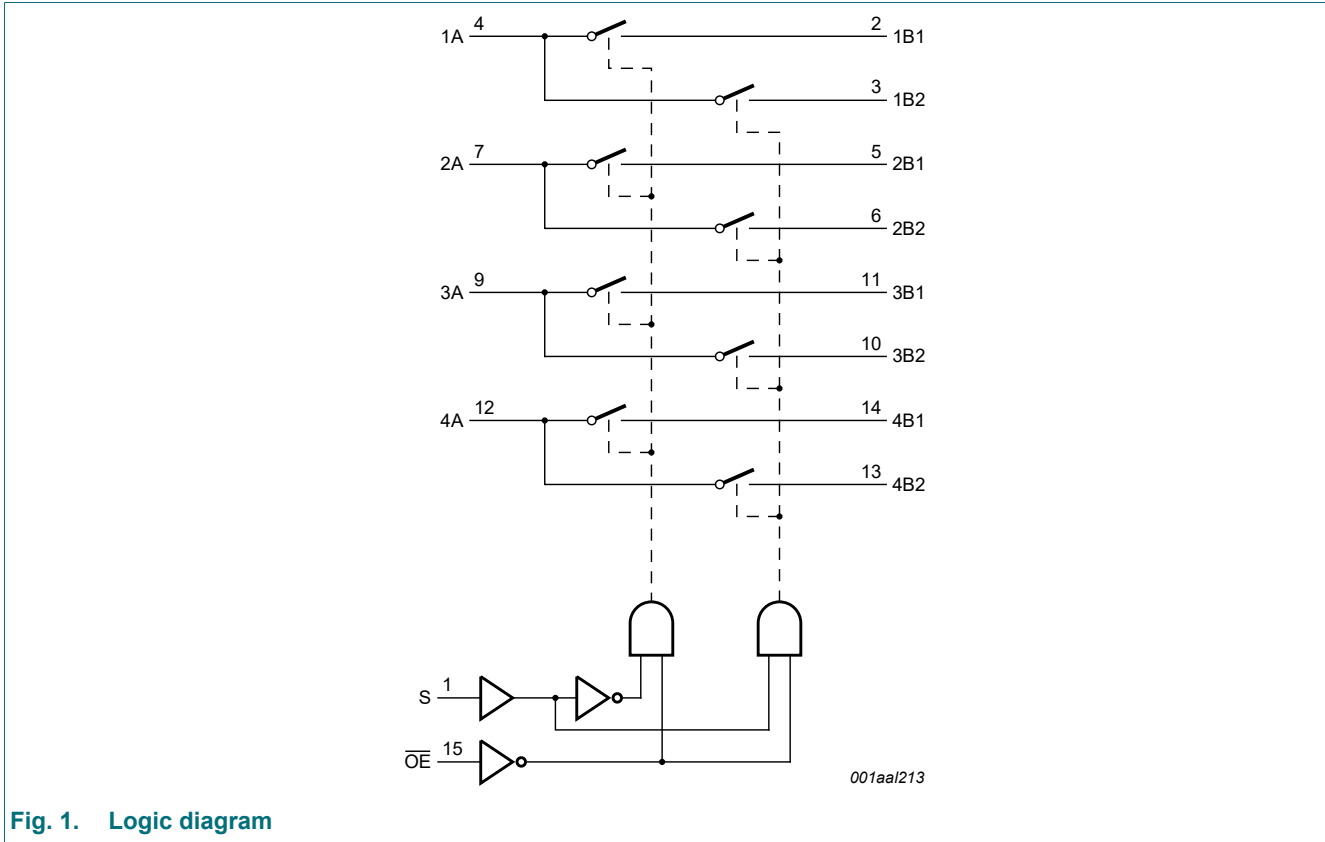 1A 4 2 1B1
3 1B2
2A 7 5 2B1
6 2B2
3A 9 11 3B1
10 3B2
4A 12 14 4B1
13 4B2
S 1
OE 15
001aal213
Fig. 1. Logic diagram